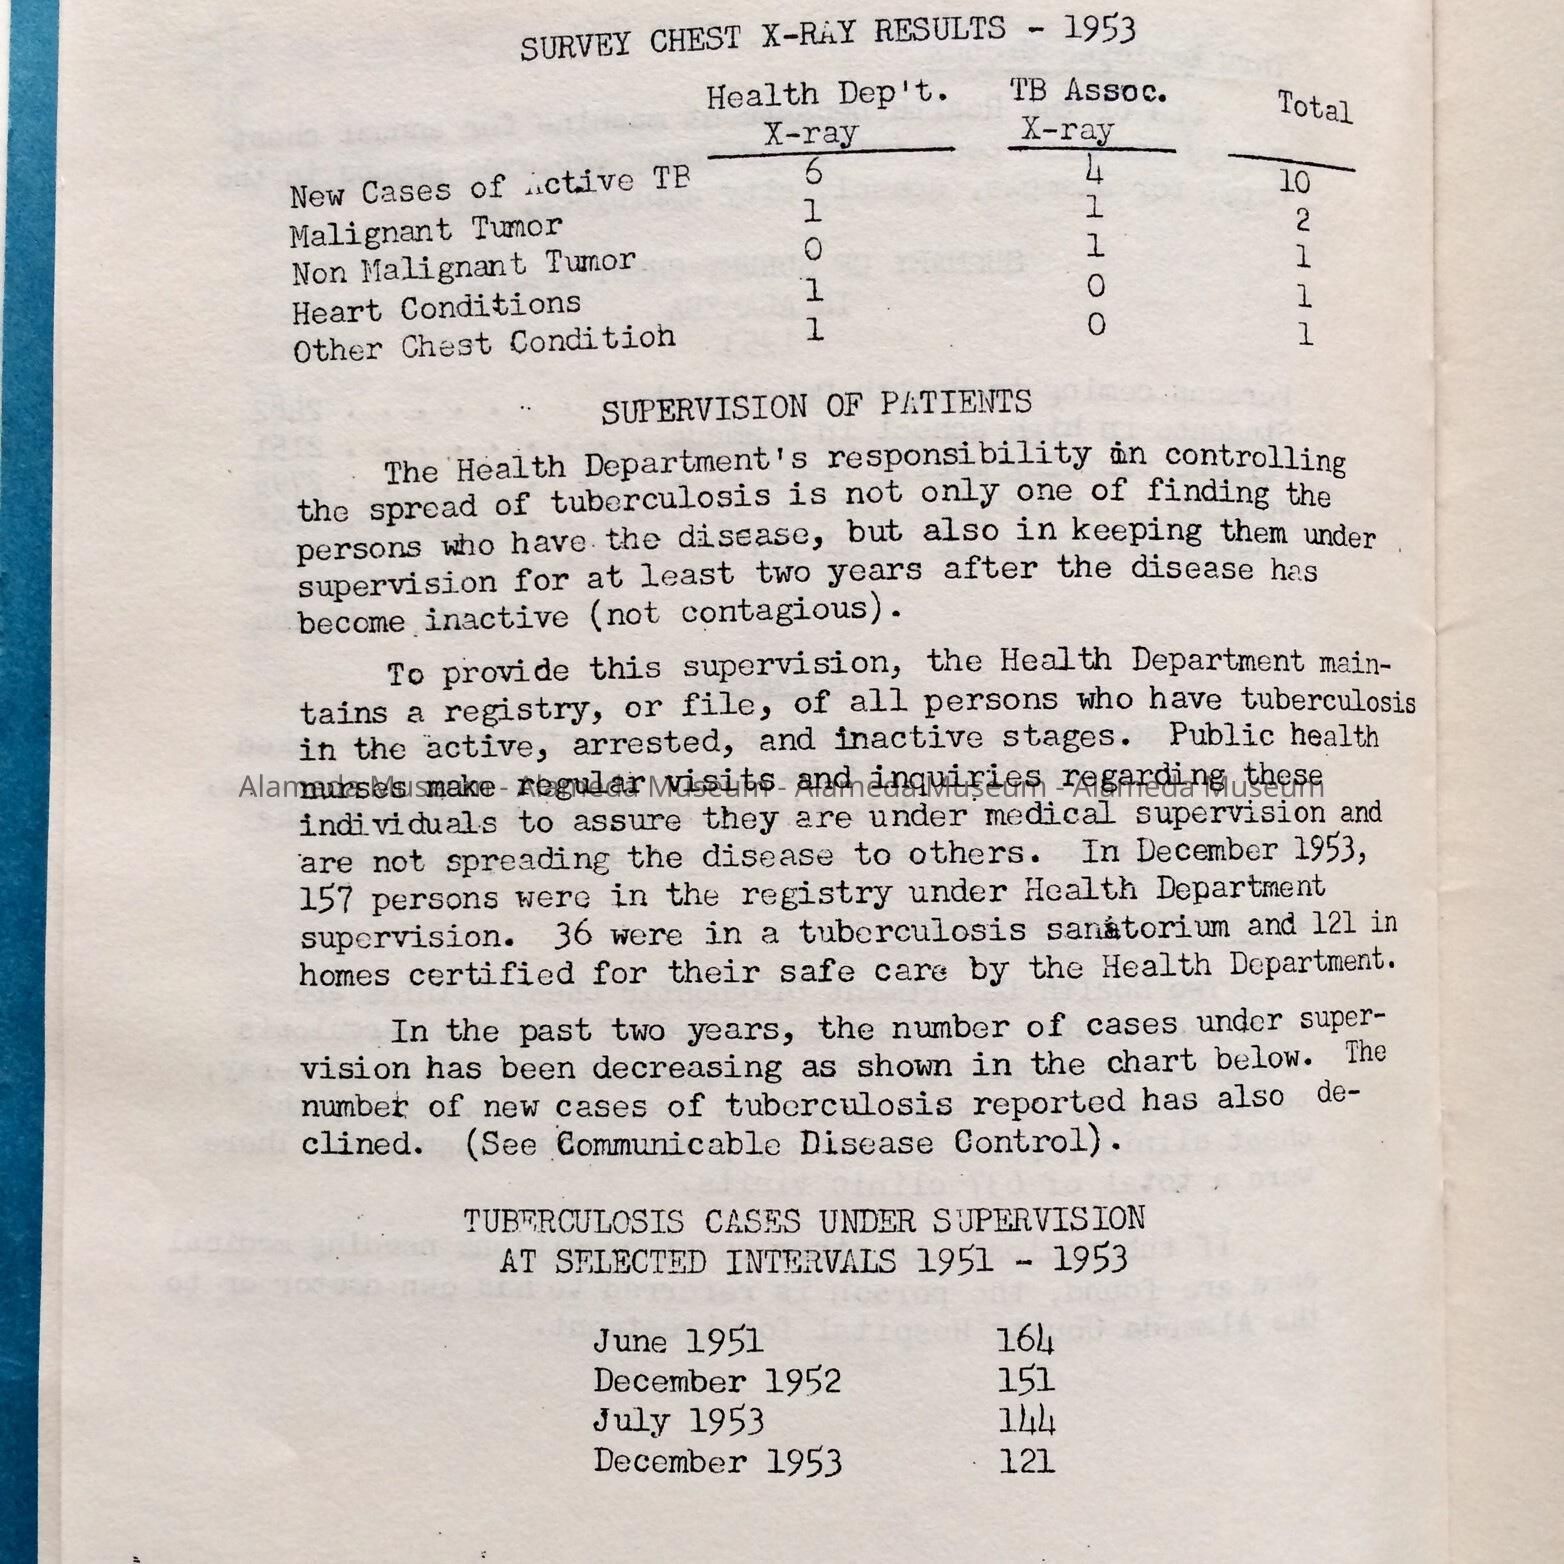 SURVEY CHEST X-RAY RESULTS - 1953
Health Dep't. TB Assoc. Total
X-ray X-ray
New Cases of Active TB 6 4 10
Malignant Tumor 1 1 2
Non Malignant Tumor 0 1 1
Heart Conditions 1 0 1
Other Chest Condition 1 0 1
SUPERVISION OF PATIENTS
The Health Department's responsibility in controlling
the spread of tuberculosis is not only one of finding the
persons who have the disease, but also in keeping them under
supervision for at least two years after the disease has
become inactive (not contagious).
To provide this supervision, the Health Department main-
tains a registry, or file, of all persons who have tuberculosis
in the active, arrested, and inactive stages. Public health
nurses make regular visits and inquiries regarding these
Alameda Museum - Alameda Museum - Alameda Museum - Alameda Museum
individuals to assure they are under medical supervision and
are not spreading the disease to others. In December 1953,
157 persons were in the registry under Health Department
supervision. 36 were in a tuberculosis sanatorium and 121 in
homes certified for their safe care by the Health Department.
In the past two years, the number of cases under super-
vision has been decreasing as shown in the chart below. The
number of new cases of tuberculosis reported has also de-
clined. (See Communicable Disease Control).
TUBERCULOSIS CASES UNDER SUPERVISION
AT SELECTED INTERVALS 1951 - 1953
June 1951 164
December 1952 151
July 1953 144
December 1953 121